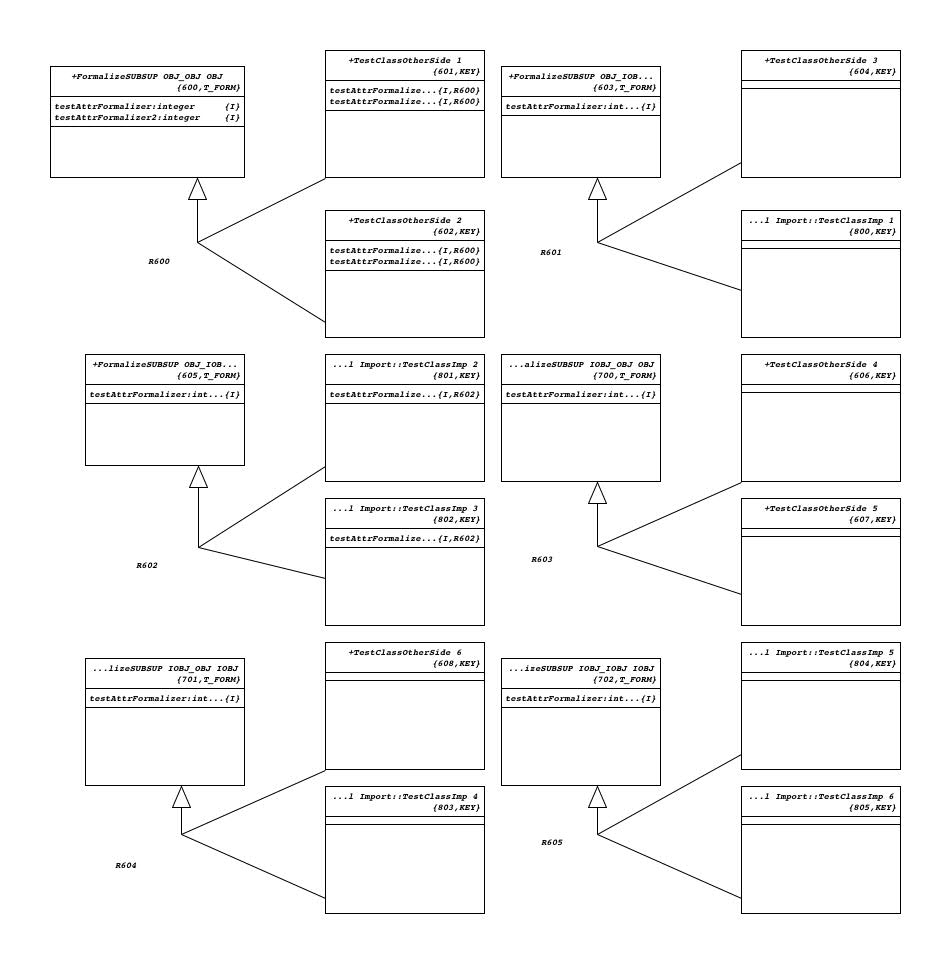 +FormalizeSUBSUP OBJ_OBJ OBJ
{600,T_FORM}
testAttrFormalizer:integer {I}
testAttrFormalizer2:integer {I}
+TestClassOtherSide 1
{601,KEY}
testAttrFormalize...{I,R600}
testAttrFormalize...{I,R600}
+TestClassOtherSide 2
{602,KEY}
testAttrFormalize...{I,R600}
testAttrFormalize...{I,R600}
R600
+FormalizeSUBSUP OBJ_IOB...
{603,T_FORM}
testAttrFormalizer:int...{I}
+TestClassOtherSide 3
{604,KEY}
...l Import::TestClassImp 1
{800,KEY}
R601
+FormalizeSUBSUP OBJ_IOB...
{605,T_FORM}
testAttrFormalizer:int...{I}
...l Import::TestClassImp 2
{801,KEY}
testAttrFormalize...{I,R602}
...l Import::TestClassImp 3
{802,KEY}
testAttrFormalize...{I,R602}
R602
...alizeSUBSUP IOBJ_OBJ OBJ
{700,T_FORM}
testAttrFormalizer:int...{I}
+TestClassOtherSide 4
{606,KEY}
+TestClassOtherSide 5
{607,KEY}
R603
...lizeSUBSUP IOBJ_OBJ IOBJ
{701,T_FORM}
testAttrFormalizer:int...{I}
+TestClassOtherSide 6
{608,KEY}
...l Import::TestClassImp 4
{803,KEY}
R604
...izeSUBSUP IOBJ_IOBJ IOBJ
{702,T_FORM}
testAttrFormalizer:int...{I}
...l Import::TestClassImp 5
{804,KEY}
...l Import::TestClassImp 6
{805,KEY}
R605